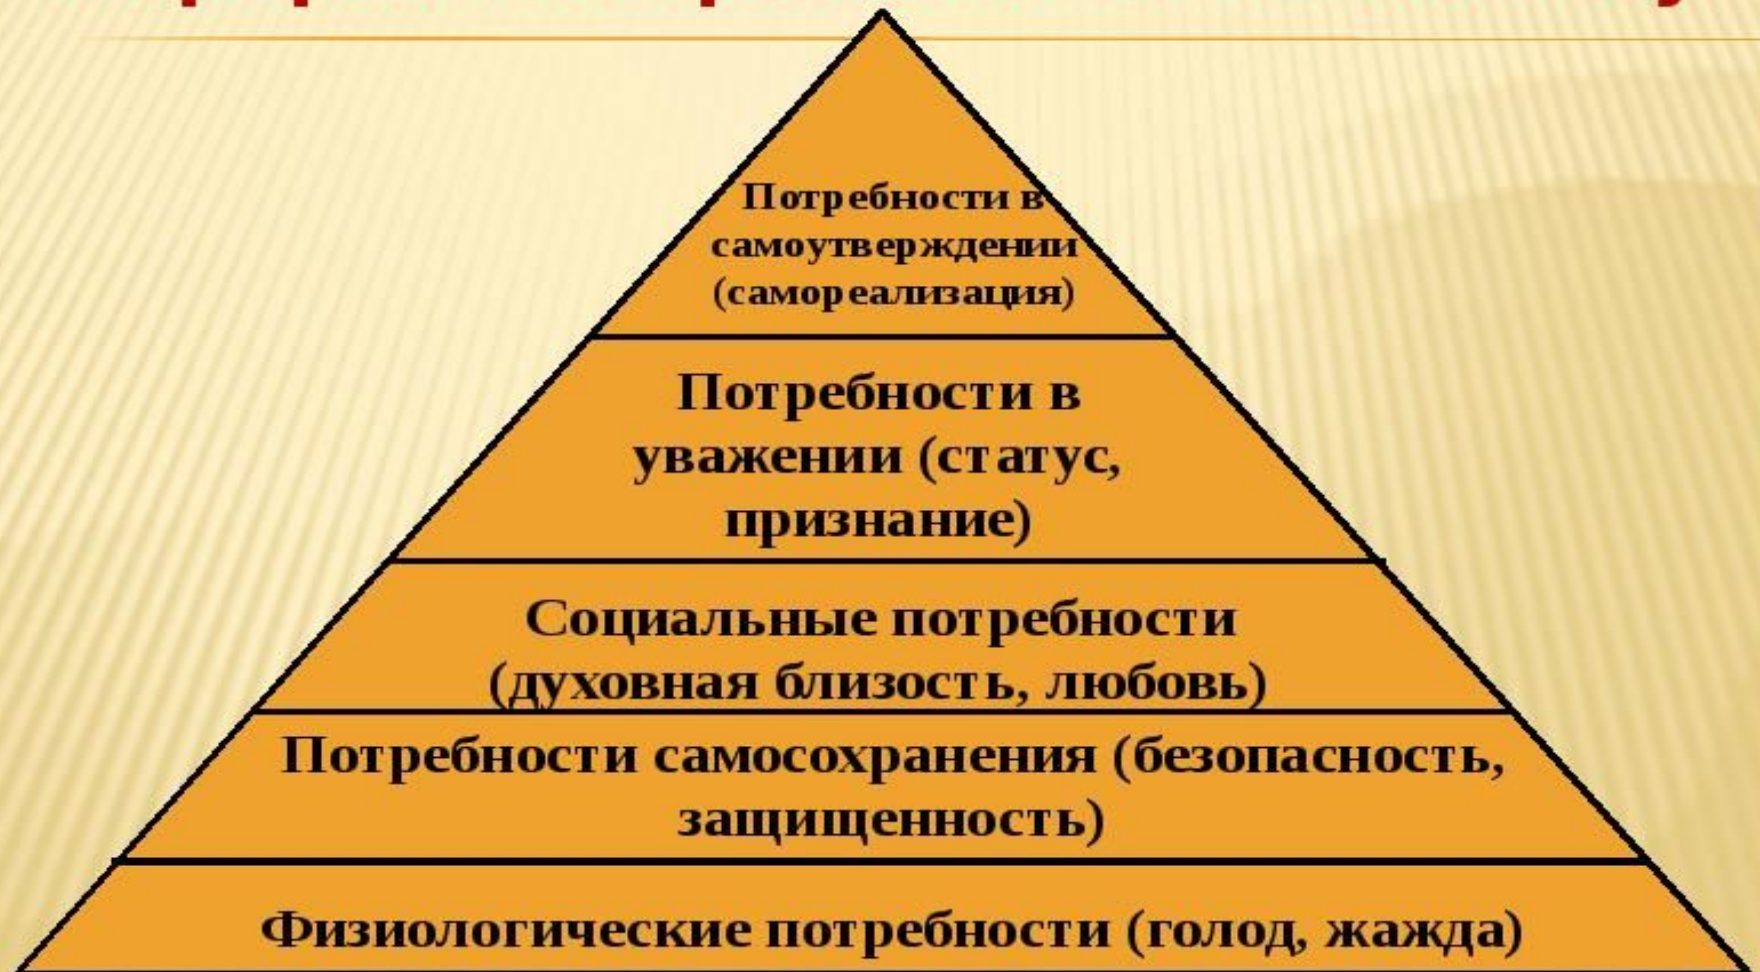 Потребности в
самоутверждении
(самореализация)
Потребности в
уважении (статус,
признание)
Социальные потребности
(духовная близость, любовь)
Потребности самосохранения (безопасность,
защищенность)
Физиологические потребности (голод, жажда)